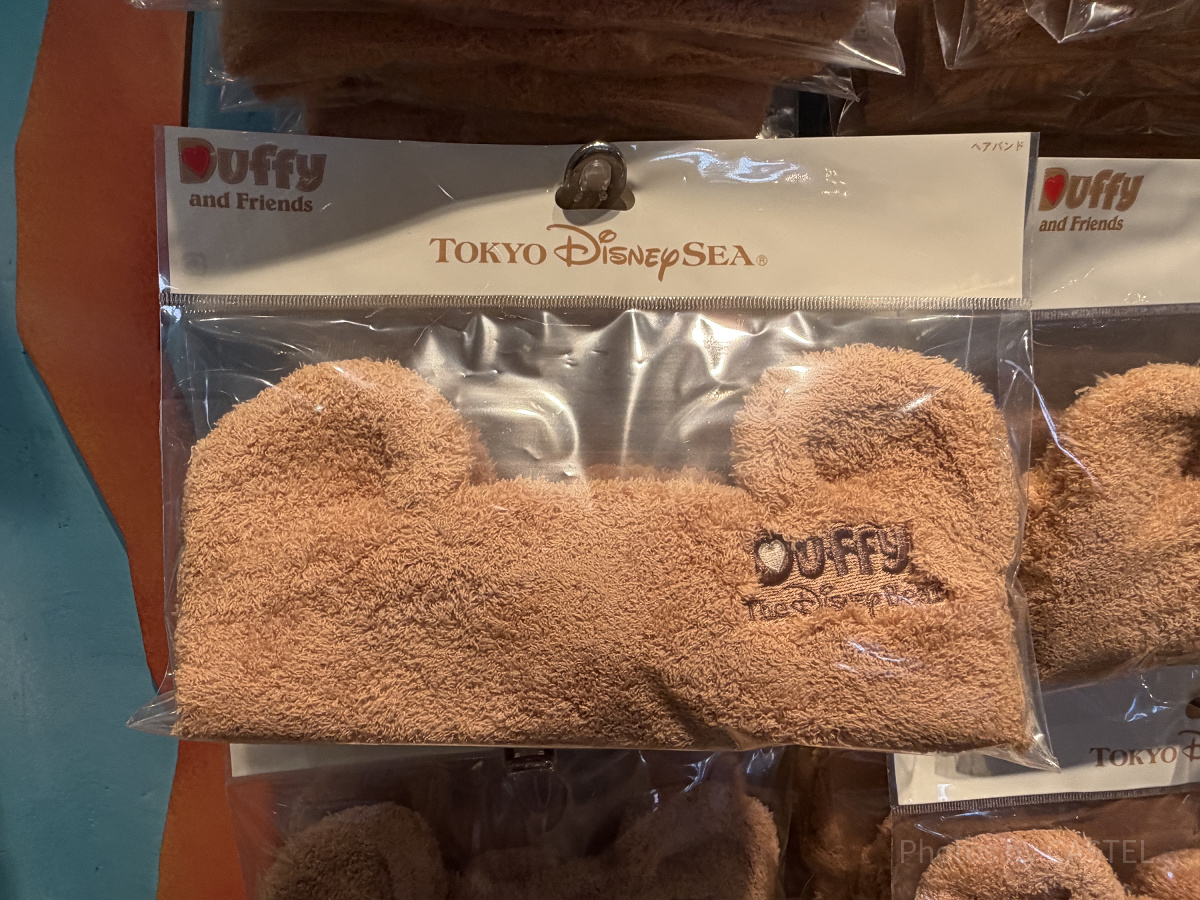 Duffy
and Friends
ヘアバンド
TOKYO DISNEYSEA®
Duffy
and Friends
Duffy
The Disney Bear
TOKYO